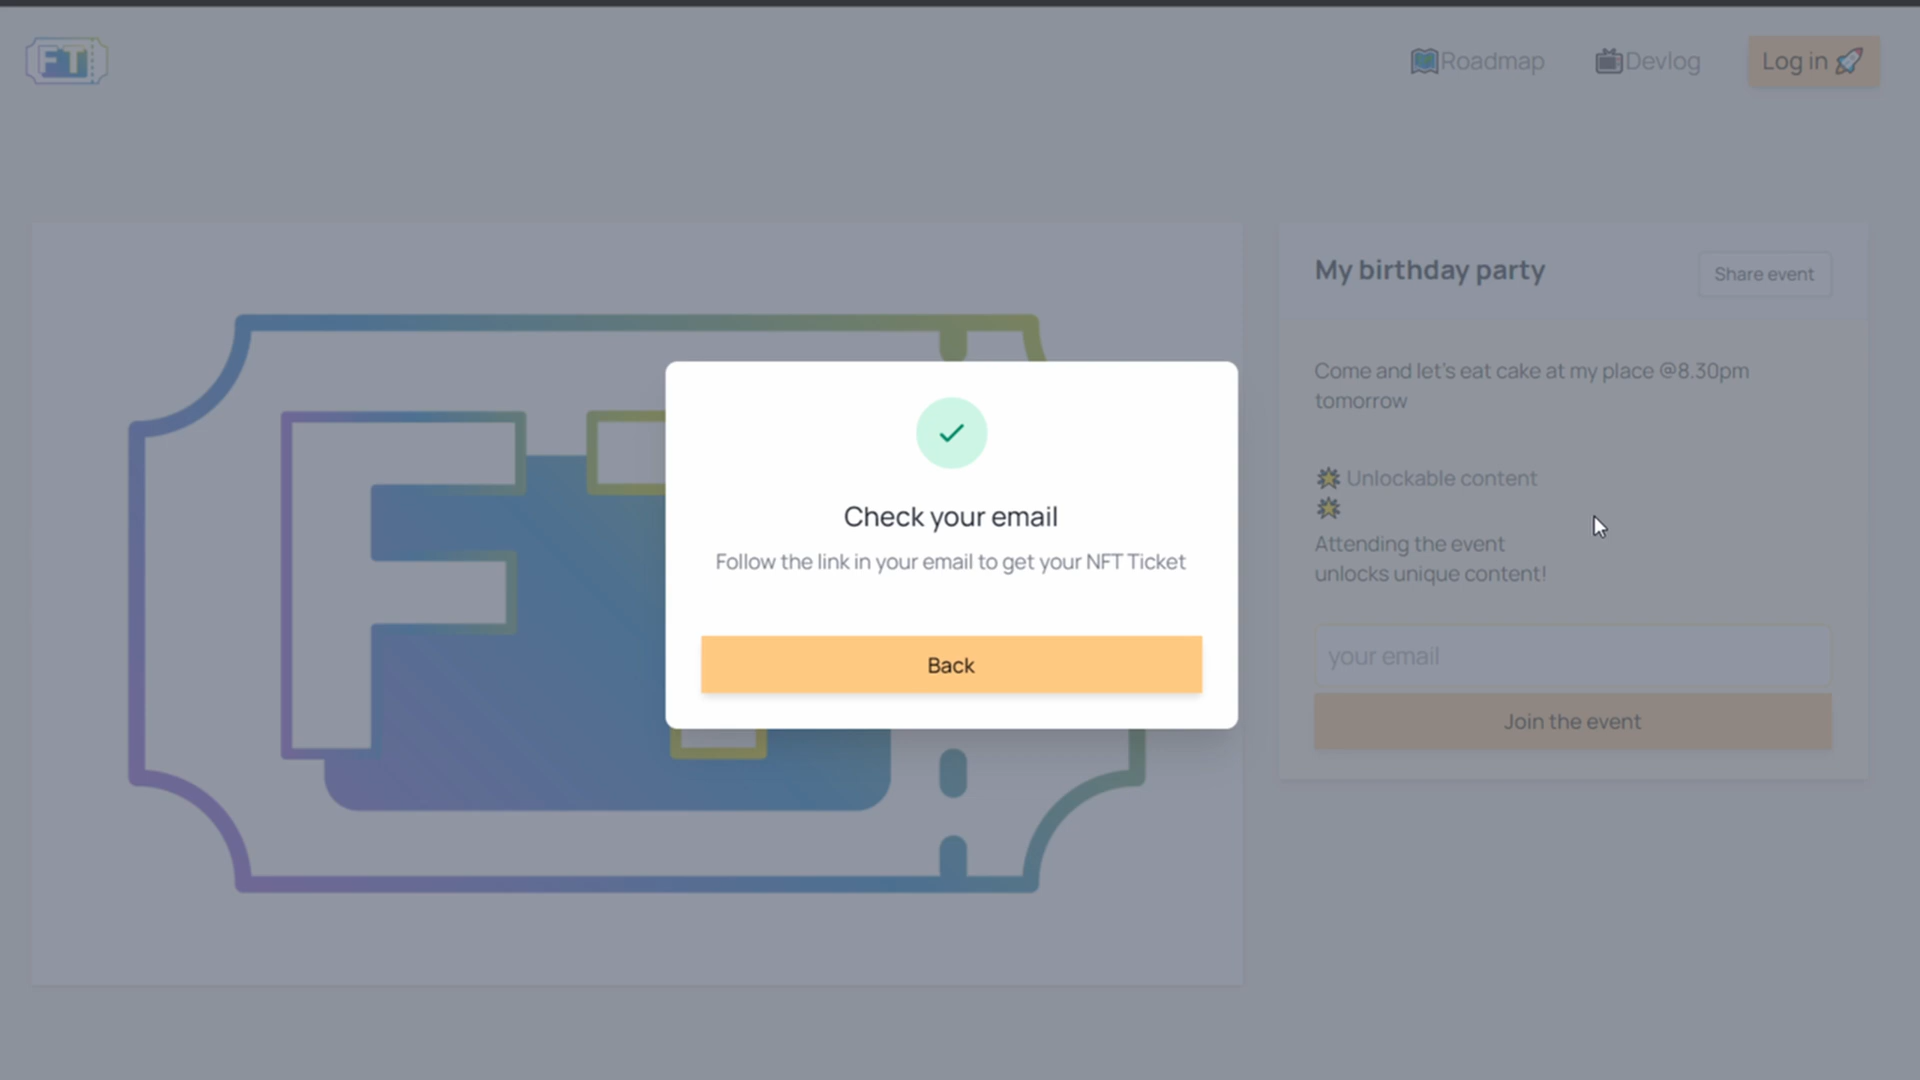 FT
Roadmap
Devlog
Log in
My birthday party
Share event
Come and let's eat cake at my place @8.30pm
tomorrow
Unlockable content
Attending the event
unlocks unique content!
your email
Join the event
F
Check your email
Follow the link in your email to get your NFT Ticket
Back